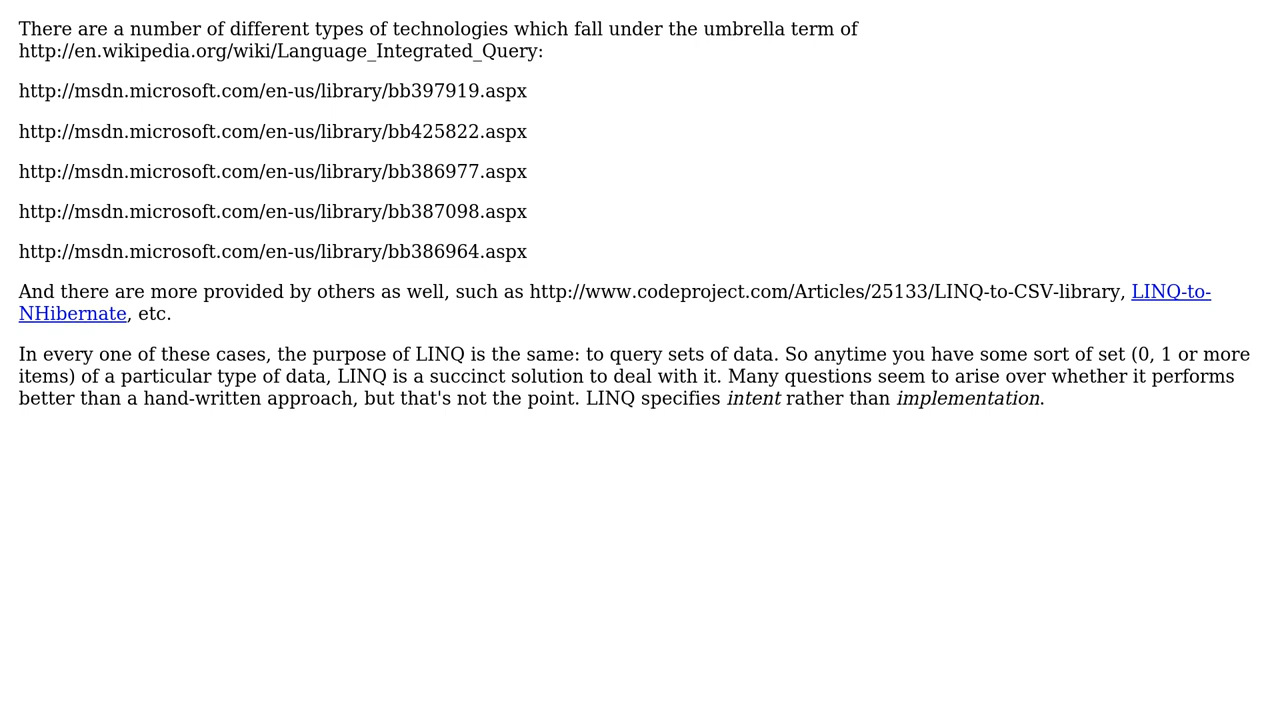 There are a number of different types of technologies which fall under the umbrella term of
http://en.wikipedia.org/wiki/Language_Integrated_Query:
http://msdn.microsoft.com/en-us/library/bb397919.aspx
http://msdn.microsoft.com/en-us/library/bb425822.aspx
http://msdn.microsoft.com/en-us/library/bb386977.aspx
http://msdn.microsoft.com/en-us/library/bb387098.aspx
http://msdn.microsoft.com/en-us/library/bb386964.aspx
And there are more provided by others as well, such as http://www.codeproject.com/Articles/25133/LINQ-to-CSV-library, LINQ-to-
NHibernate, etc.
In every one of these cases, the purpose of LINQ is the same: to query sets of data. So anytime you have some sort of set (0, 1 or more
items) of a particular type of data, LINQ is a succinct solution to deal with it. Many questions seem to arise over whether it performs
better than a hand-written approach, but that's not the point. LINQ specifies intent rather than implementation.